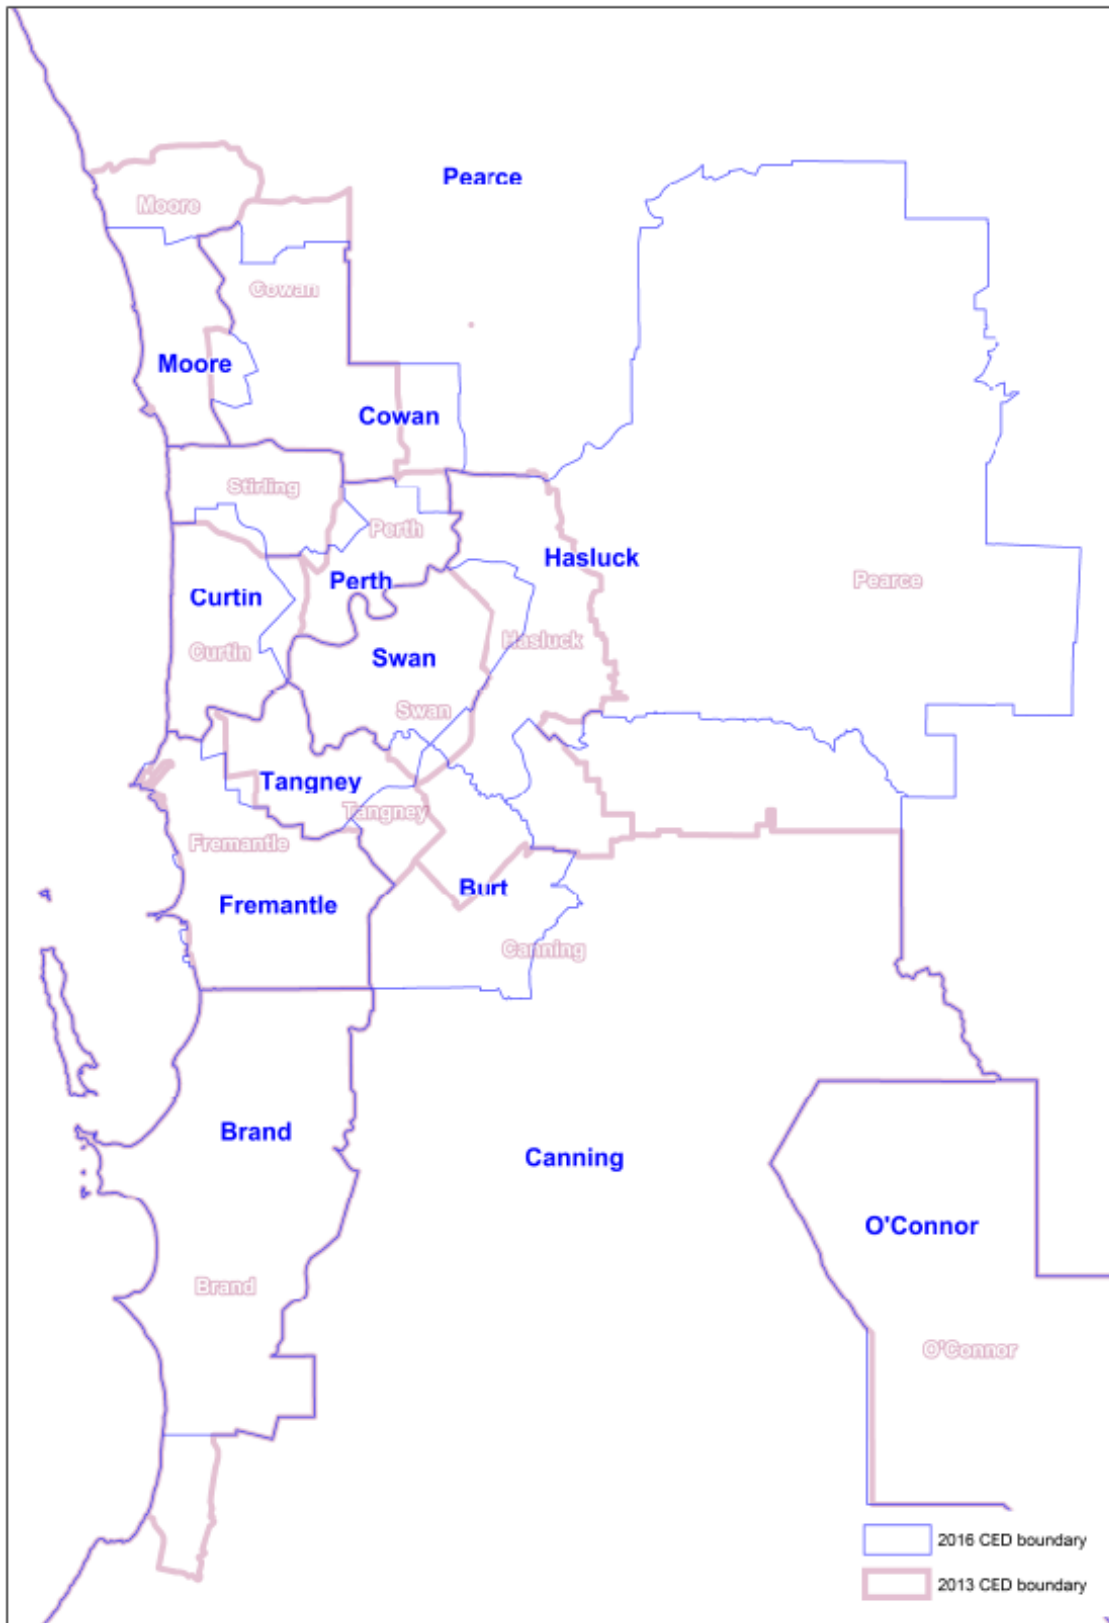 Pearce
Moore
Cowan
Moore
Cowan
Stirling
Perth
Hasluck
Perth
Pearce
Curtin
Hasluck
Curtin
Swan
Swan
Tangney
Tangney
Fremantle
Burt
Fremantle
Canning
Brand
Canning
O'Connor
Brand
O'Connor
2016 CED boundary
2013 CED boundary